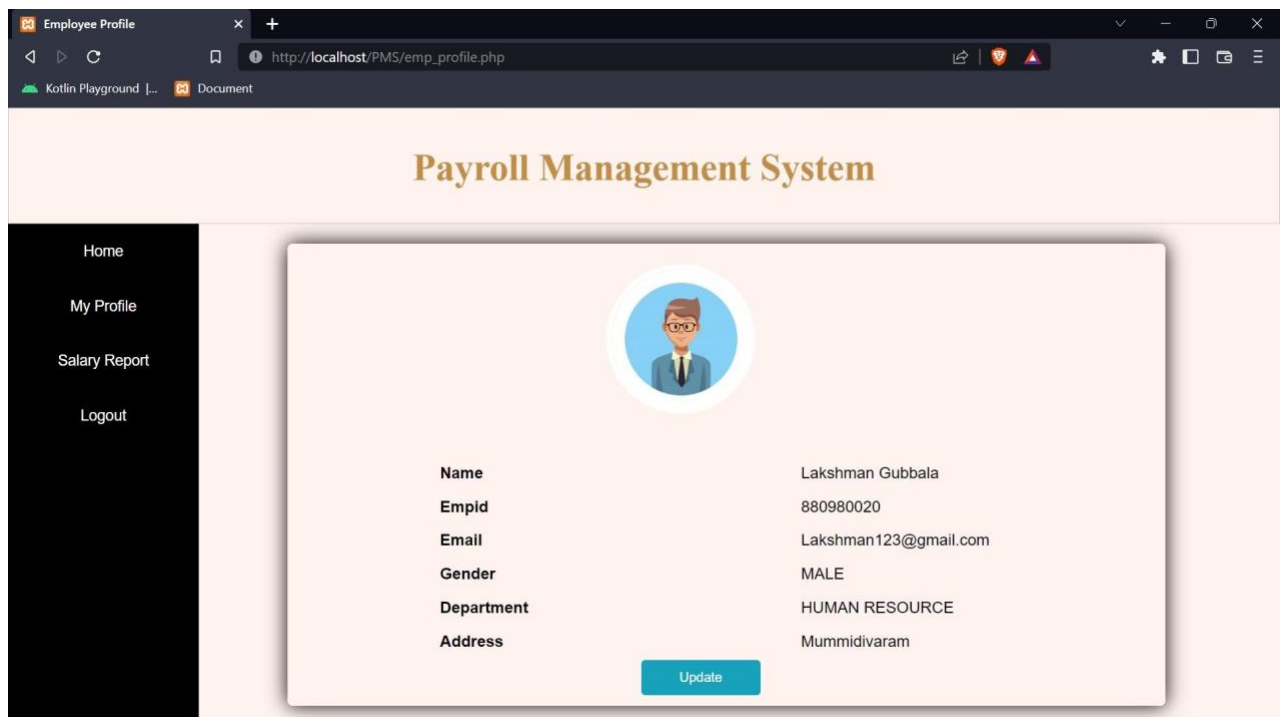 Employee Profile
http://localhost/PMS/emp_profile.php
Kotlin Playground |... Document
Payroll Management System
Home
My Profile
Salary Report
Logout
Name Lakshman Gubbala
Empid 880980020
Email Lakshman123@gmail.com
Gender MALE
Department HUMAN RESOURCE
Address Mummidivaram
Update